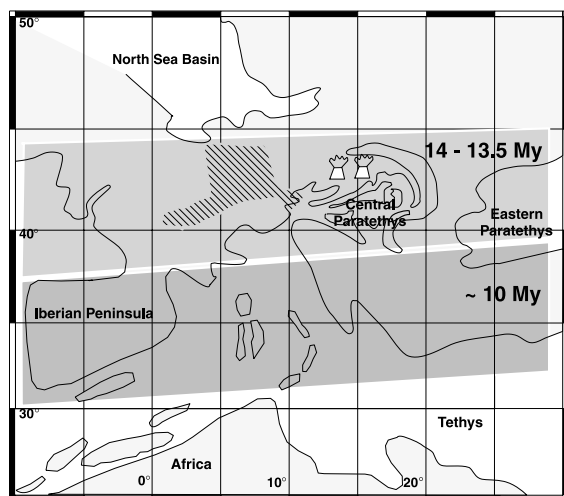 50°
North Sea Basin
14 - 13.5 My
Central
Paratethys
Eastern
Paratethys
40°
~ 10 My
Iberian Peninsula
30°
Tethys
Africa
0°
10°
20°